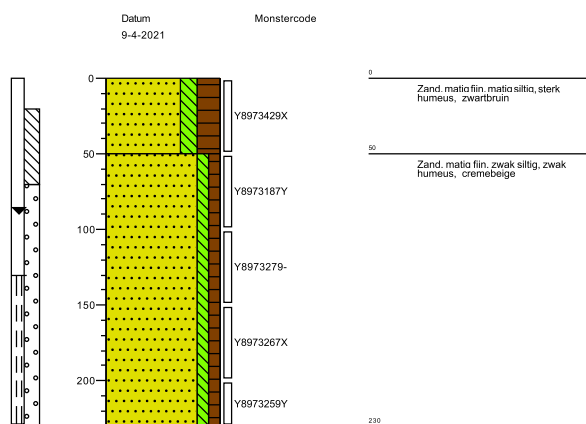 Datum Monstercode
9-4-2021
0
0
Zand, matig fijn, matig siltig, sterk
humeus, zwartbruin
Y8973429X
50
50
Zand, matig fijn, zwak siltig, zwak
humeus, cremebeige
Y8973187Y
100
Y8973279-
150
Y8973267X
200
Y8973259Y
230